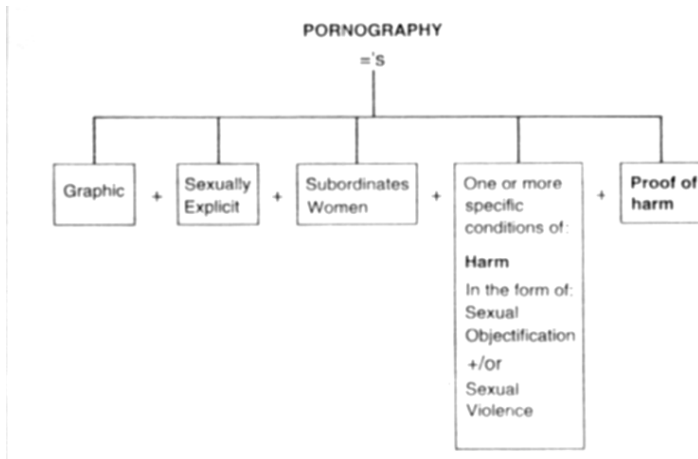 PORNOGRAPHY
='s
Graphic
+
Sexually
Explicit
+
Subordinates
Women
+
One or more
specific
conditions of:
Harm
In the form of:
Sexual
Objectification
+/or
Sexual
Violence
+
Proof of
harm